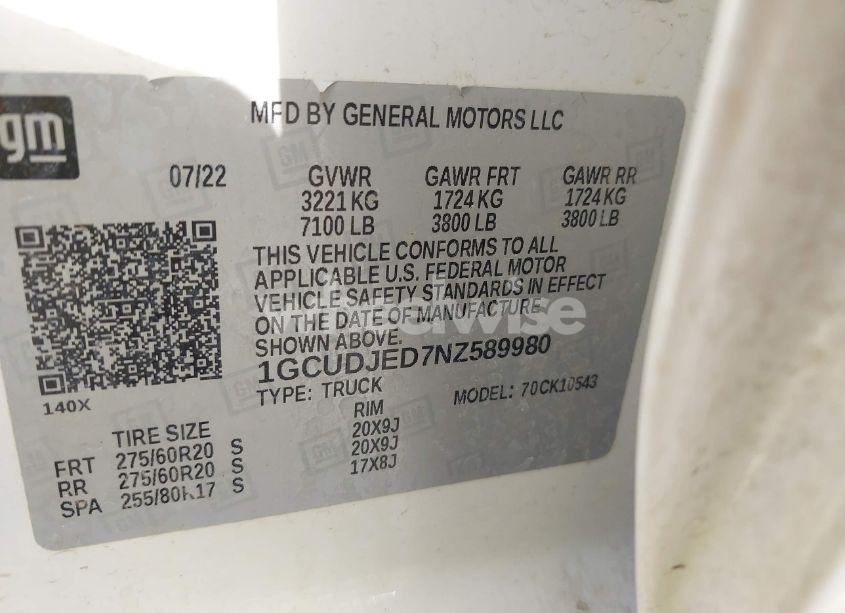 gm
MFD BY GENERAL MOTORS LLC
07/22 GVWR GAWR FRT GAWR RR
3221 KG 1724 KG 1724 KG
7100 LB 3800 LB 3800 LB
THIS VEHICLE CONFORMS TO ALL
APPLICABLE U.S. FEDERAL MOTOR
VEHICLE SAFETY STANDARDS IN EFFECT
ON THE DATE OF MANUFACTURE
SHOWN ABOVE.
1GCUDJED7NZ589980
140X TYPE: TRUCK MODEL: 70CK10543
TIRE SIZE RIM
FRT 275/60R20 S 20X9J
RR 275/60R20 S 20X9J
SPA 255/80R17 S 17X8J